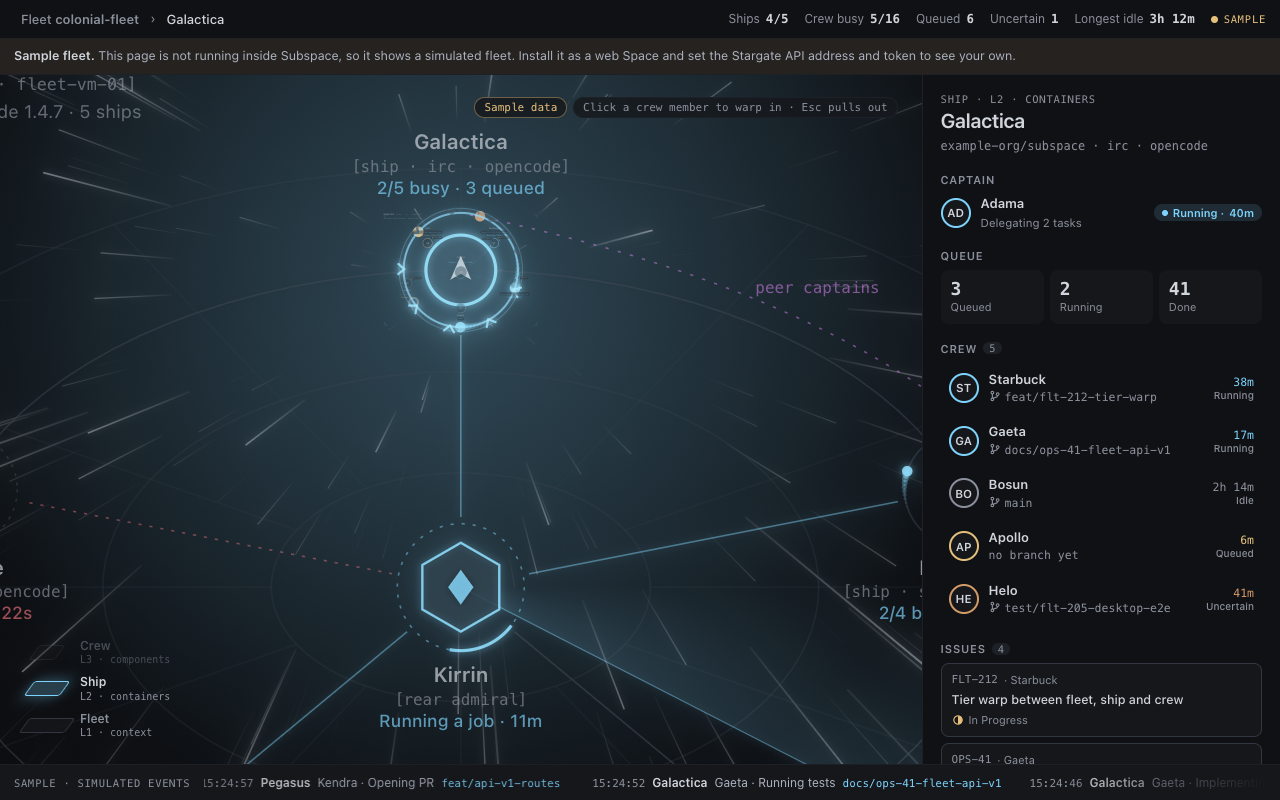 Fleet colonial-fleet › Galactica
Ships 4/5 Crew busy 5/16 Queued 6 Uncertain 1 Longest idle 3h 12m SAMPLE
Sample fleet. This page is not running inside Subspace, so it shows a simulated fleet. Install it as a web Space and set the Stargate API address and token to see your own.
· fleet-vm-01]
de 1.4.7 · 5 ships
Sample data
Click a crew member to warp in · Esc pulls out
Galactica
[ship · irc · opencode]
2/5 busy · 3 queued
peer captains
encode]
22s
[ship ·
2/4 b
Kirrin
[rear admiral]
Running a job · 11m
Crew
L3 · components
Ship
L2 · containers
Fleet
L1 · context
SHIP · L2 · CONTAINERS
Galactica
example-org/subspace · irc · opencode
CAPTAIN
AD
Adama
Delegating 2 tasks
Running · 40m
QUEUE
3 2 41
Queued Running Done
CREW 5
ST
Starbuck
feat/flt-212-tier-warp
38m
Running
GA
Gaeta
docs/ops-41-fleet-api-v1
17m
Running
BO
Bosun
main
2h 14m
Idle
AP
Apollo
no branch yet
6m
Queued
HE
Helo
test/flt-205-desktop-e2e
41m
Uncertain
ISSUES 4
FLT-212 · Starbuck
Tier warp between fleet, ship and crew
In Progress
OPS-41 · Gaeta
SAMPLE · SIMULATED EVENTS 15:24:57 Pegasus Kendra · Opening PR feat/api-v1-routes 15:24:52 Galactica Gaeta · Running tests docs/ops-41-fleet-api-v1 15:24:46 Galactica Gaeta ·